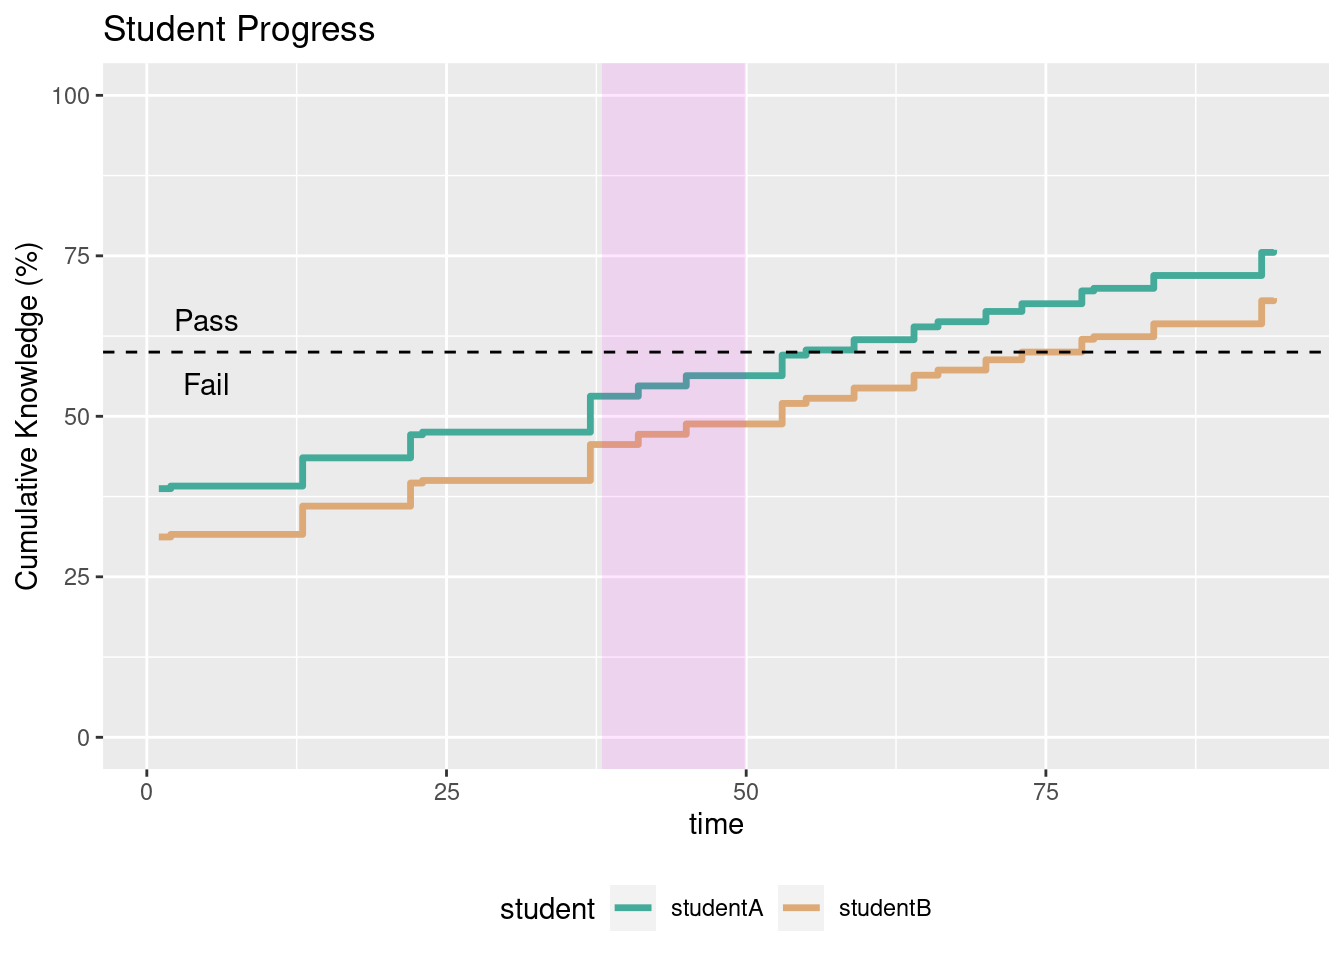 Student Progress
Cumulative Knowledge (%)
100
75
50
25
0
Pass
Fail
0 25 50 75
time
student studentA studentB